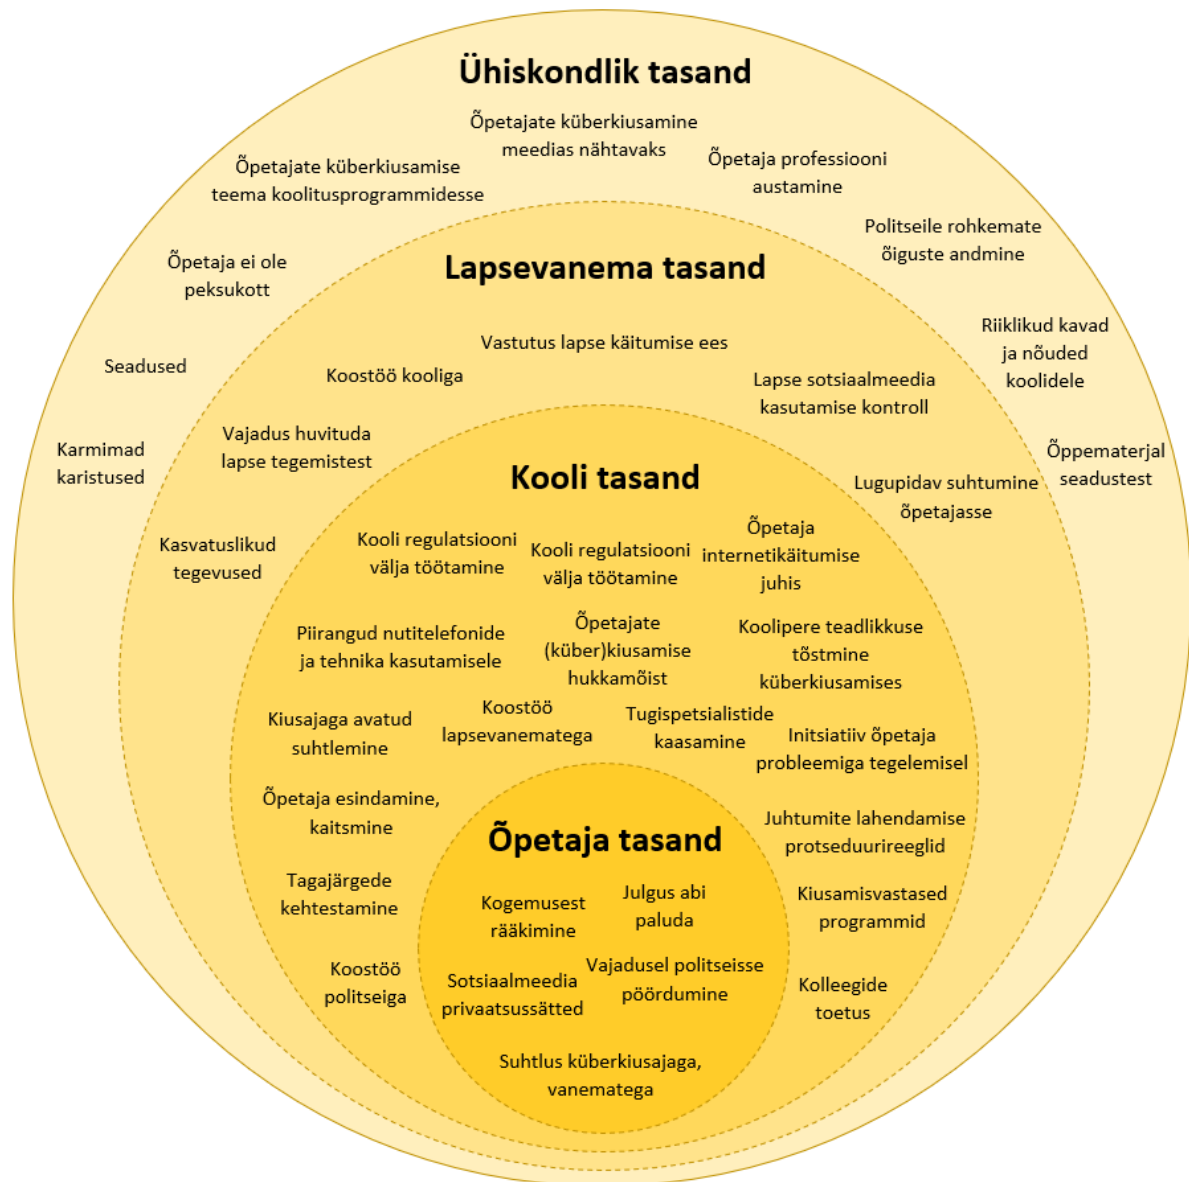 Ühiskondlik tasand
Õpetajate küberkiusamine
meedias nähtavaks
Õpetajate küberkiusamise
teema koolitusprogrammidesse
Õpetaja professiooni
austamine
Politseile rohkemate
õiguste andmine
Õpetaja ei ole
peksukott
Riiklikud kavad
ja nõuded
koolidele
Seadused
Karmimad
karistused
Õppematerjal
seadustest
Lapsevanema tasand
Vastutus lapse käitumise ees
Koostöö kooliga
Lapse sotsiaalmeedia
kasutamise kontroll
Vajadus huvituda
lapse tegemistest
Lugupidav suhtumine
õpetajasse
Kasvatuslikud
tegevused
Kooli tasand
Kooli regulatsiooni
välja töötamine
Kooli regulatsiooni
välja töötamine
Õpetaja
internetikäitumise
juhis
Piirangud nutitelefonide
ja tehnika kasutamisele
Õpetajate
(küber)kiusamise
hukkamõist
Koolipere teadlikkuse
tõstmine
küberkiusamises
Kiusajaga avatud
suhtlemine
Koostöö
lapsevanematega
Tugispetsialistide
kaasamine
Initsiatiiv õpetaja
probleemiga tegelemisel
Õpetaja esindamine,
kaitsmine
Juhtumite lahendamise
protseduurireeglid
Tagajärgede
kehtestamine
Kiusamisvastased
programmid
Koostöö
politseiga
Kolleegide
toetus
Õpetaja tasand
Kogemusest
rääkimine
Julgus abi
paluda
Sotsiaalmeedia
privaatsussätted
Vajadusel politseisse
pöördumine
Suhtlus küberkiusajaga,
vanematega